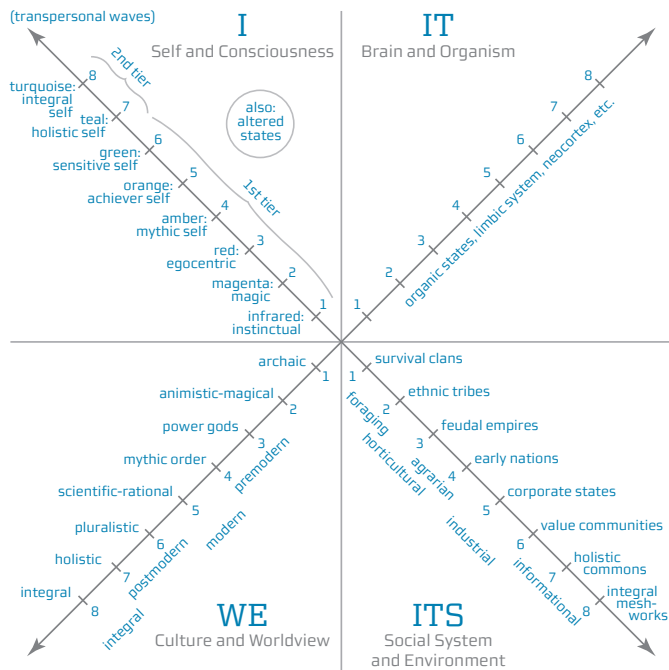 (transpersonal waves)
I
Self and Consciousness
8
2nd tier
turquoise:
integral
self
7
teal:
holistic self
also:
altered
states
6
green:
sensitive self
5
orange:
achiever self
1st tier
4
amber:
mythic self
3
red:
egocentric
2
magenta:
magic
1
infrared:
instinctual
IT
Brain and Organism
8
7
6
5
4
3
2
1
organic states, limbic system, neocortex, etc.
archaic
1
animistic-magical
2
power gods
3
mythic order
4
premodern
scientific-rational
5
modern
pluralistic
6
postmodern
holistic
7
integral
8
integral
WE
Culture and Worldview
survival clans
1
foraging
ethnic tribes
2
horticultural
feudal empires
3
agrarian
early nations
4
corporate states
5
industrial
value communities
6
informational
holistic
commons
7
integral
mesh-
works
8
ITS
Social System
and Environment